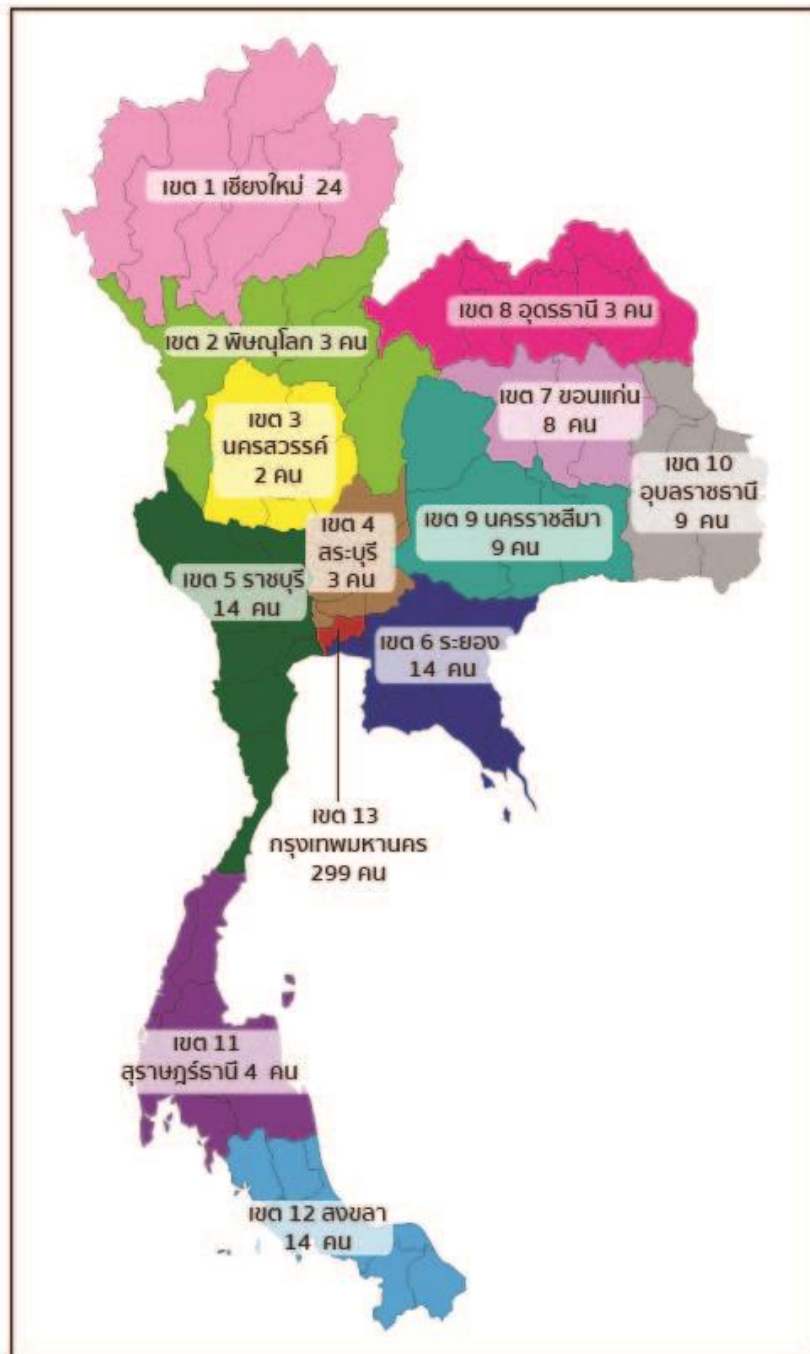 เขต 1 เชียงใหม่ 24
เขต 8 อุดรธานี 3 คน
เขต 2 พิษณุโลก 3 คน
เขต 7 ขอนแก่น
8 คน
เขต 3
นครสวรรค์
2 คน
เขต 10
อุบลราชธานี
9 คน
เขต 4
สระบุรี
3 คน
เขต 9 นครราชสีมา
9 คน
เขต 5 ราชบุรี
14 คน
เขต 6 ระยอง
14 คน
เขต 13
กรุงเทพมหานคร
299 คน
เขต 11
สุราษฎร์ธานี 4 คน
เขต 12 สงขลา
14 คน